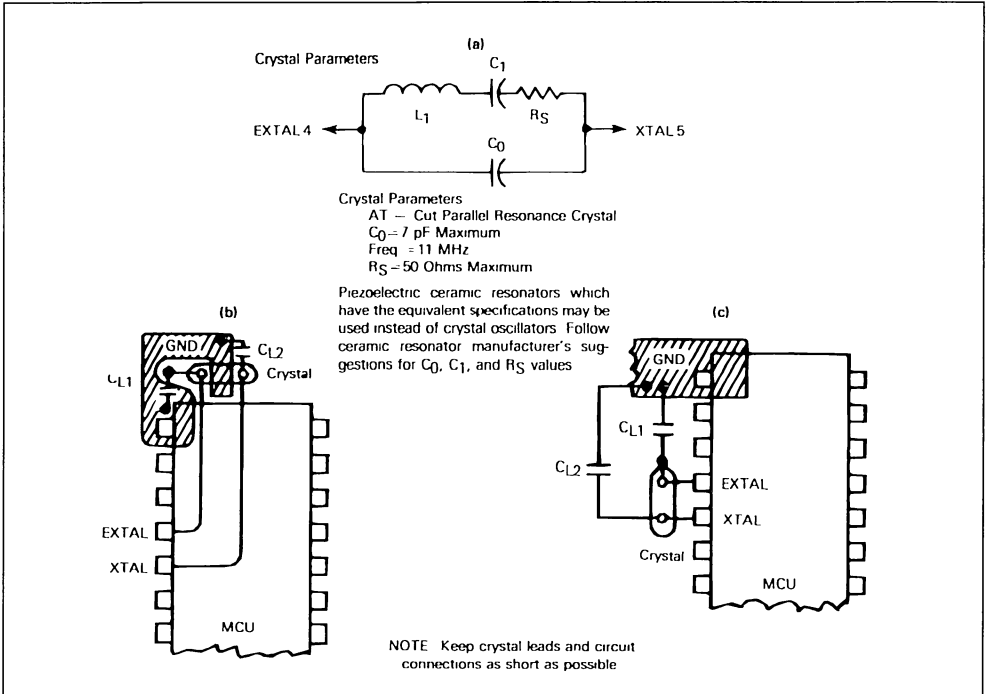 (a)
Crystal Parameters
C1
L1
RS
EXTAL 4
XTAL 5
C0
Crystal Parameters
AT – Cut Parallel Resonance Crystal
C0 = 7 pF Maximum
Freq = 11 MHz
RS = 50 Ohms Maximum
Piezoelectric ceramic resonators which
have the equivalent specifications may be
used instead of crystal oscillators Follow
ceramic resonator manufacturer's sug-
gestions for C0, C1, and RS values
(b)
GND
CL2
CL1
Crystal
EXTAL
XTAL
MCU
(c)
GND
CL1
CL2
EXTAL
XTAL
Crystal
MCU
NOTE Keep crystal leads and circuit
connections as short as possible